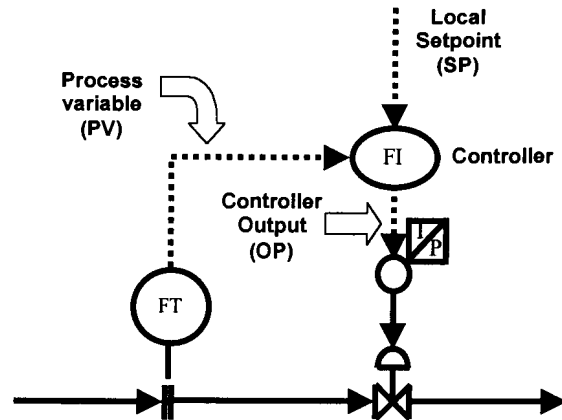 Local
Setpoint
(SP)
Process
variable
(PV)
FI
Controller
Controller
Output
(OP)
I
P
FT